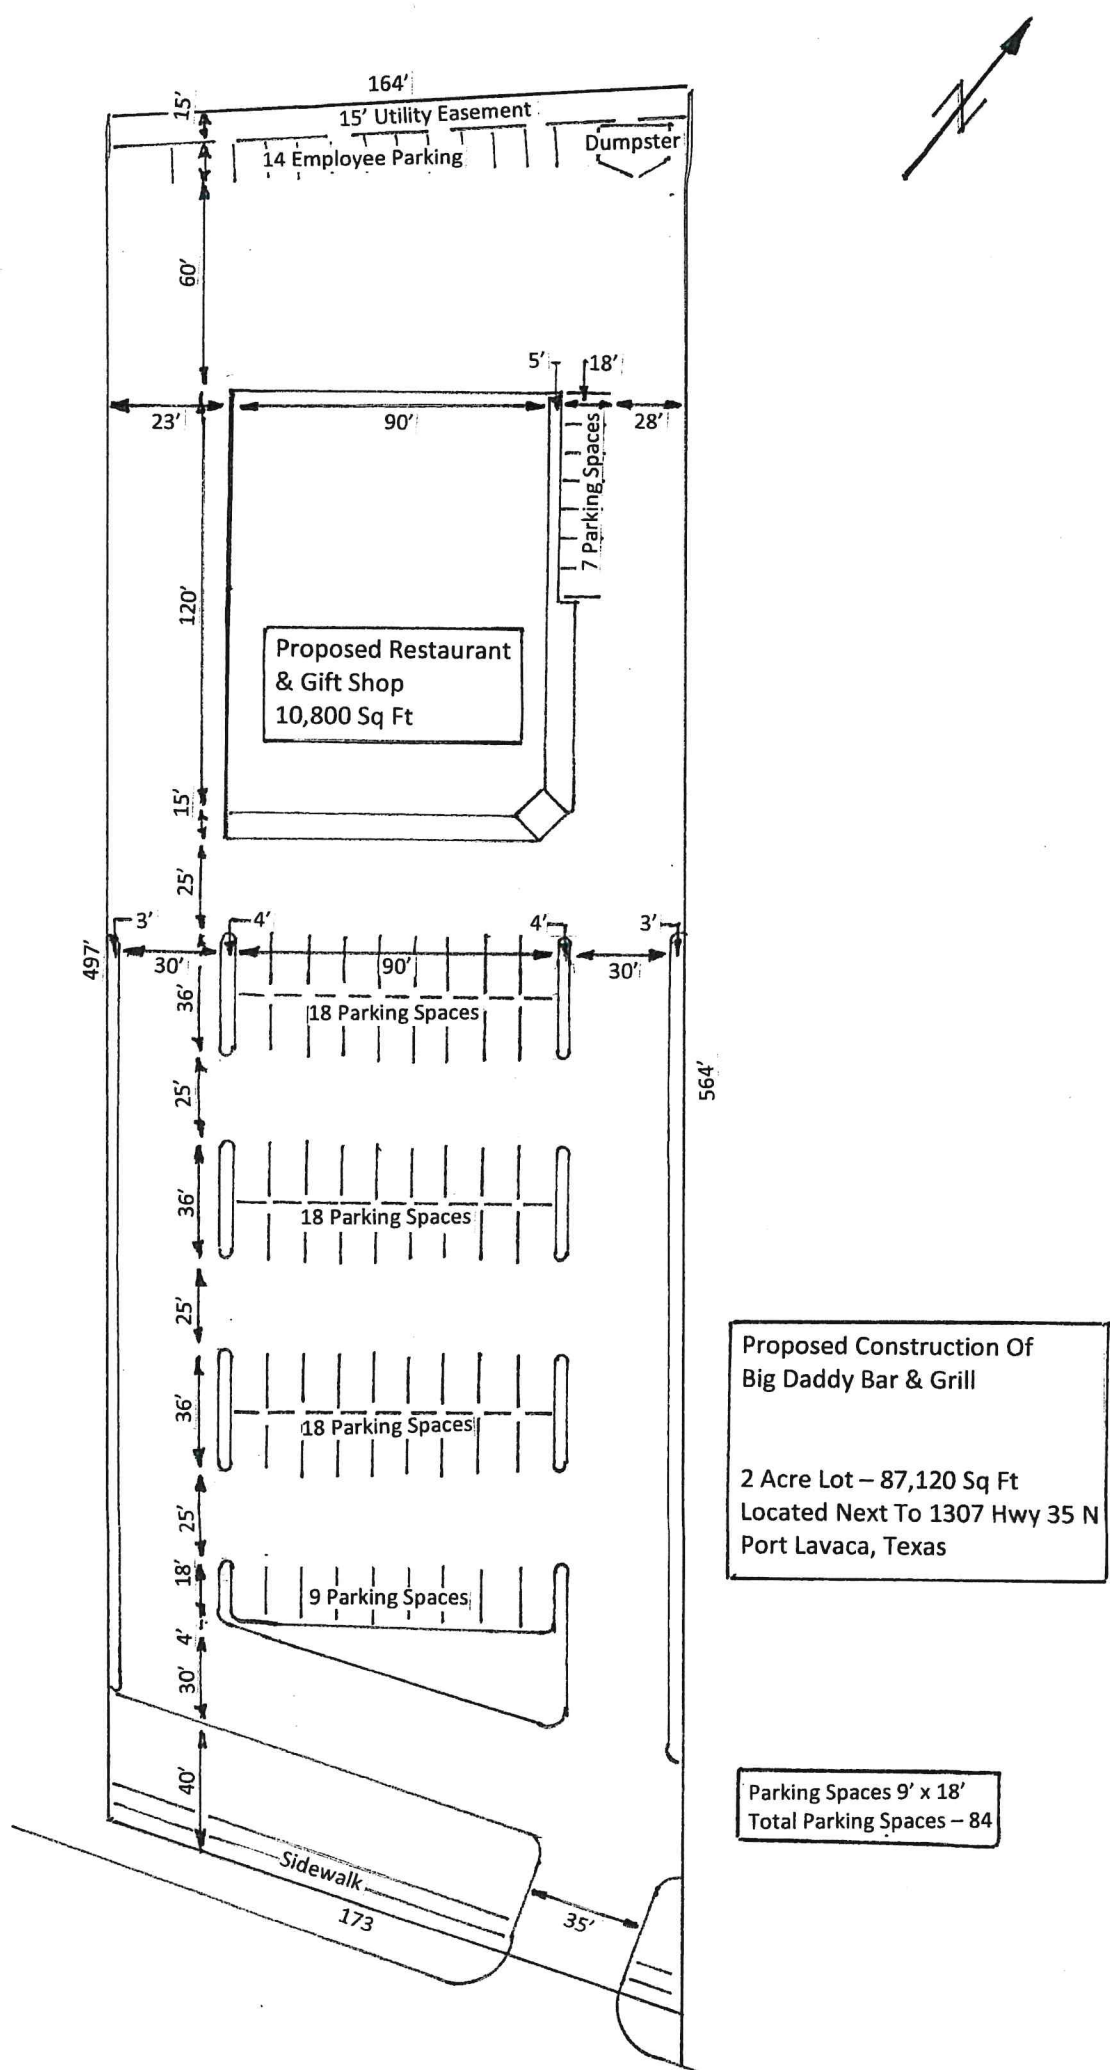 164'
15'
15' Utility Easement
14 Employee Parking
Dumpster
60'
5'
18'
23'
90'
28'
7 Parking Spaces
120'
Proposed Restaurant
& Gift Shop
10,800 Sq Ft
15'
25'
3'
4'
4'
3'
497'
30'
90'
30'
36'
18 Parking Spaces
25'
564'
36'
18 Parking Spaces
25'
36'
18 Parking Spaces
25'
18'
9 Parking Spaces
4'
30'
40'
Sidewalk
173
35'
Proposed Construction Of
Big Daddy Bar & Grill
2 Acre Lot – 87,120 Sq Ft
Located Next To 1307 Hwy 35 N
Port Lavaca, Texas
Parking Spaces 9' x 18'
Total Parking Spaces – 84
N